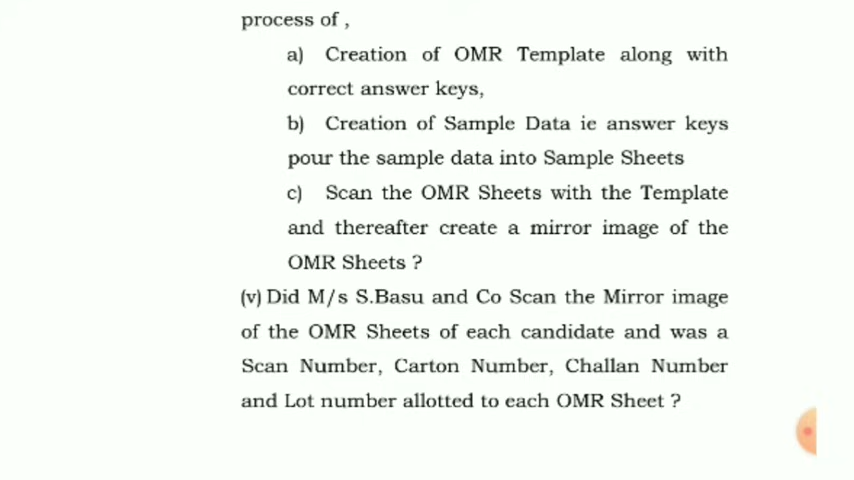 process of ,
a) Creation of OMR Template along with
correct answer keys,
b) Creation of Sample Data ie answer keys
pour the sample data into Sample Sheets
c) Scan the OMR Sheets with the Template
and thereafter create a mirror image of the
OMR Sheets ?
(v) Did M/s S.Basu and Co Scan the Mirror image
of the OMR Sheets of each candidate and was a
Scan Number, Carton Number, Challan Number
and Lot number allotted to each OMR Sheet ?